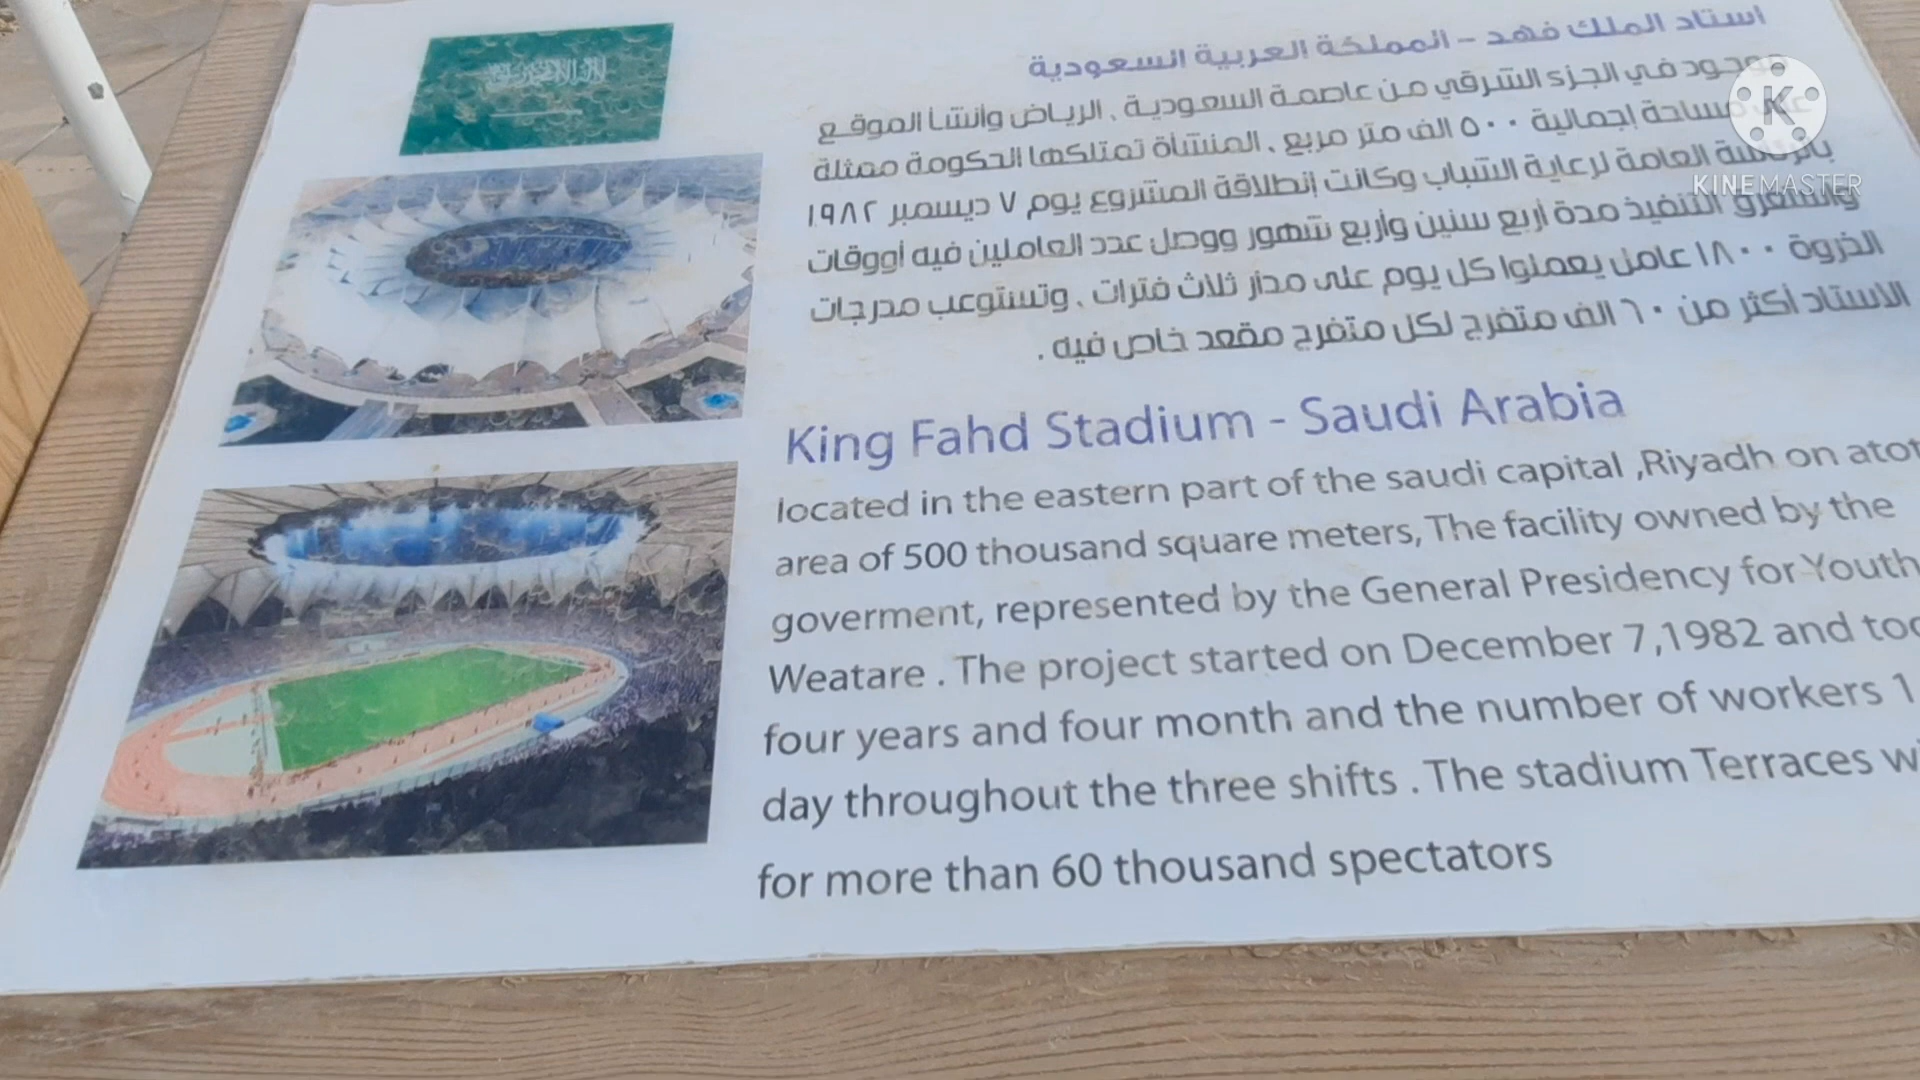 استاد الملك فهد - المملكة العربية السعودية
موجود في الجزء الشرقي من عاصمة السعودية ، الرياض وأنشأ الموقع
على مساحة إجمالية ٥٠٠ الف متر مربع ، المنشأة تمتلكها الحكومة ممثلة
العامة لرعاية الشباب وكانت إنطلاقة المشروع يوم ٧ ديسمبر ١٩٨٢
التنفيذ مدة أربع سنين وأربع شهور ووصل عدد العاملين فيه أووقات
الذروة ١٨٠٠ عامل يعملوا كل يوم على مدار ثلاث فترات ، وتستوعب مدرجات
الاستاد أكثر من ٦٠ الف متفرج لكل متفرج مقعد خاص فيه .
King Fahd Stadium - Saudi Arabia
located in the eastern part of the saudi capital ,Riyadh on
area of 500 thousand square meters, The facility owned by the
goverment, represented by the General Presidency for Youth
Weatare . The project started on December 7,1982 and
four years and four month and the number of workers
day throughout the three shifts . The stadium Terraces
for more than 60 thousand spectators
K
KINEMASTER